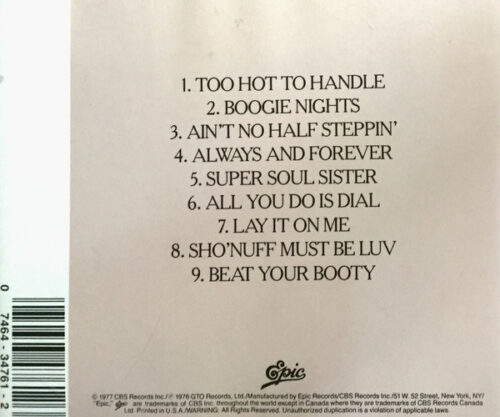 1. TOO HOT TO HANDLE
2. BOOGIE NIGHTS
3. AIN'T NO HALF STEPPIN'
4. ALWAYS AND FOREVER
5. SUPER SOUL SISTER
6. ALL YOU DO IS DIAL
7. LAY IT ON ME
8. SHO'NUFF MUST BE LUV
9. BEAT YOUR BOOTY
0 7464-34761-2
Epic
© 1977 CBS Records Inc./℗ 1976 GTO Records, Ltd./Manufactured by Epic Records/CBS Records Inc./51 W. 52 Street, New York, NY/
"Epic," Epic are trademarks of CBS Inc. throughout the world except in Canada where they are trademarks of CBS Records Canada
Ltd. Printed in U.S.A./WARNING: All Rights Reserved. Unauthorized duplication is a violation of applicable laws.